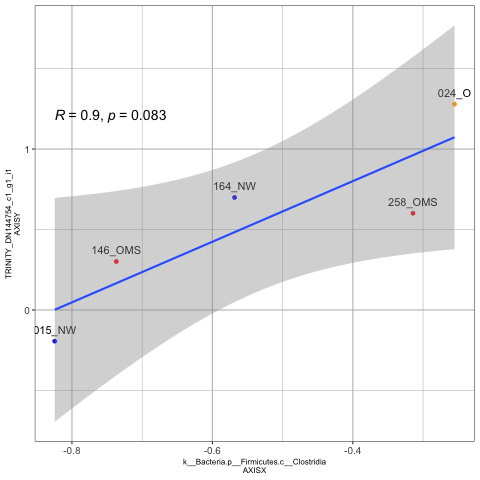 024_O
R = 0.9, p = 0.083
164_NW
258_OMS
146_OMS
015_NW
1
0
TRINITY_DN144754_c1_g1_i1
AXISY
-0.8
-0.6
-0.4
k__Bacteria.p__Firmicutes.c__Clostridia
AXISX